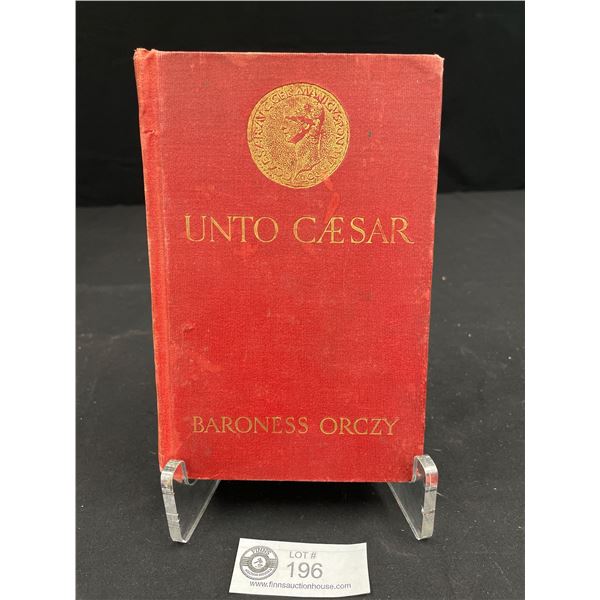 UNTO CÆSAR
BARONESS ORCZY
LOT #
196
www.finnsauctionhouse.com